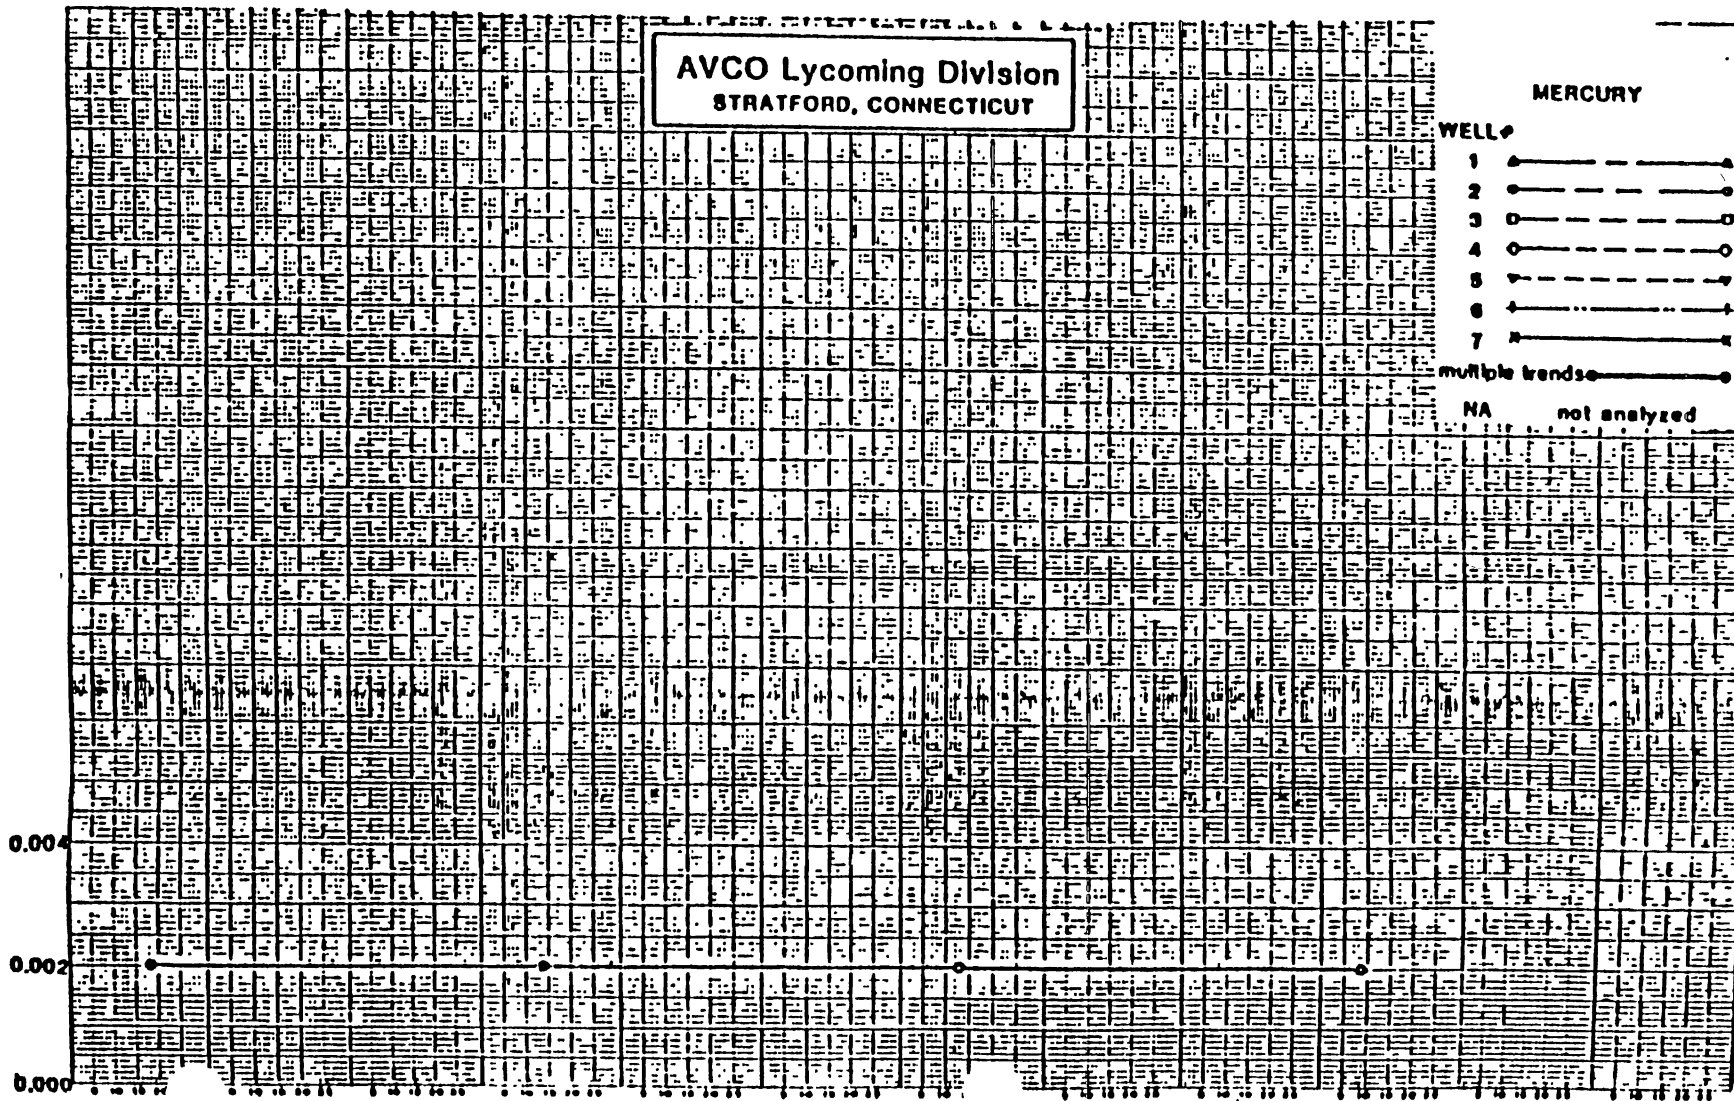 AVCO Lycoming Division
STRATFORD, CONNECTICUT
MERCURY
WELL#
1
2
3
4
5
6
7
multiple trends
NA not analyzed
0.004
0.002
0.000